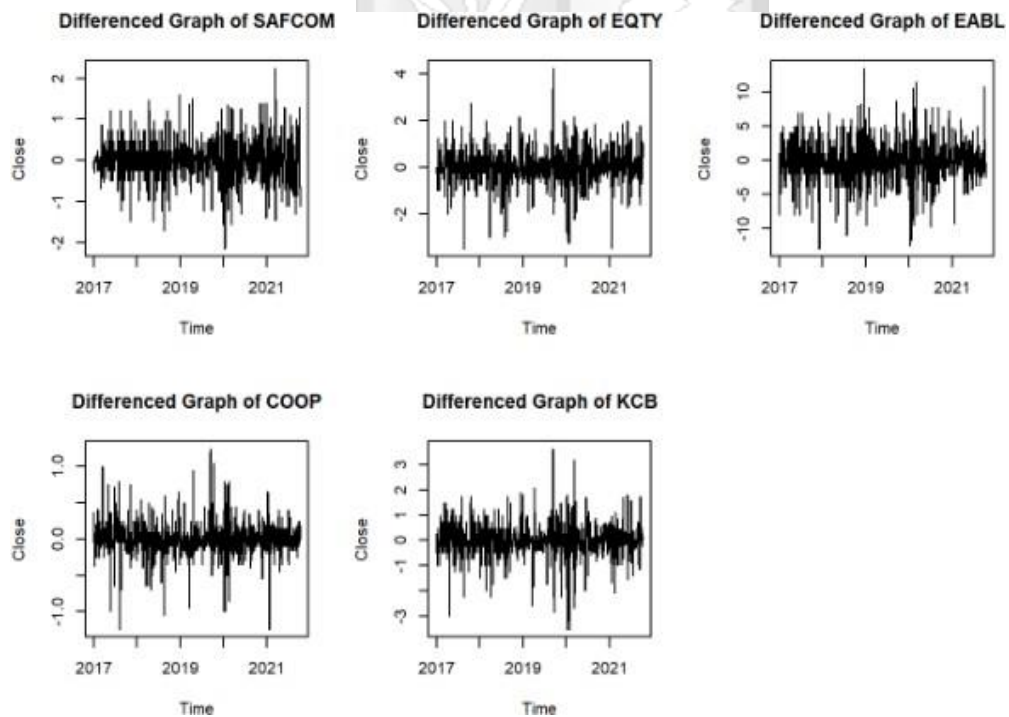 Differenced Graph of SAFCOM
Close
2
1
0
-1
-2
2017 2019 2021
Time
Differenced Graph of EQTY
Close
4
2
0
-2
2017 2019 2021
Time
Differenced Graph of EABL
Close
10
5
0
-5
-10
2017 2019 2021
Time
Differenced Graph of COOP
Close
1.0
0.0
-1.0
2017 2019 2021
Time
Differenced Graph of KCB
Close
3
2
1
0
-1
-3
2017 2019 2021
Time